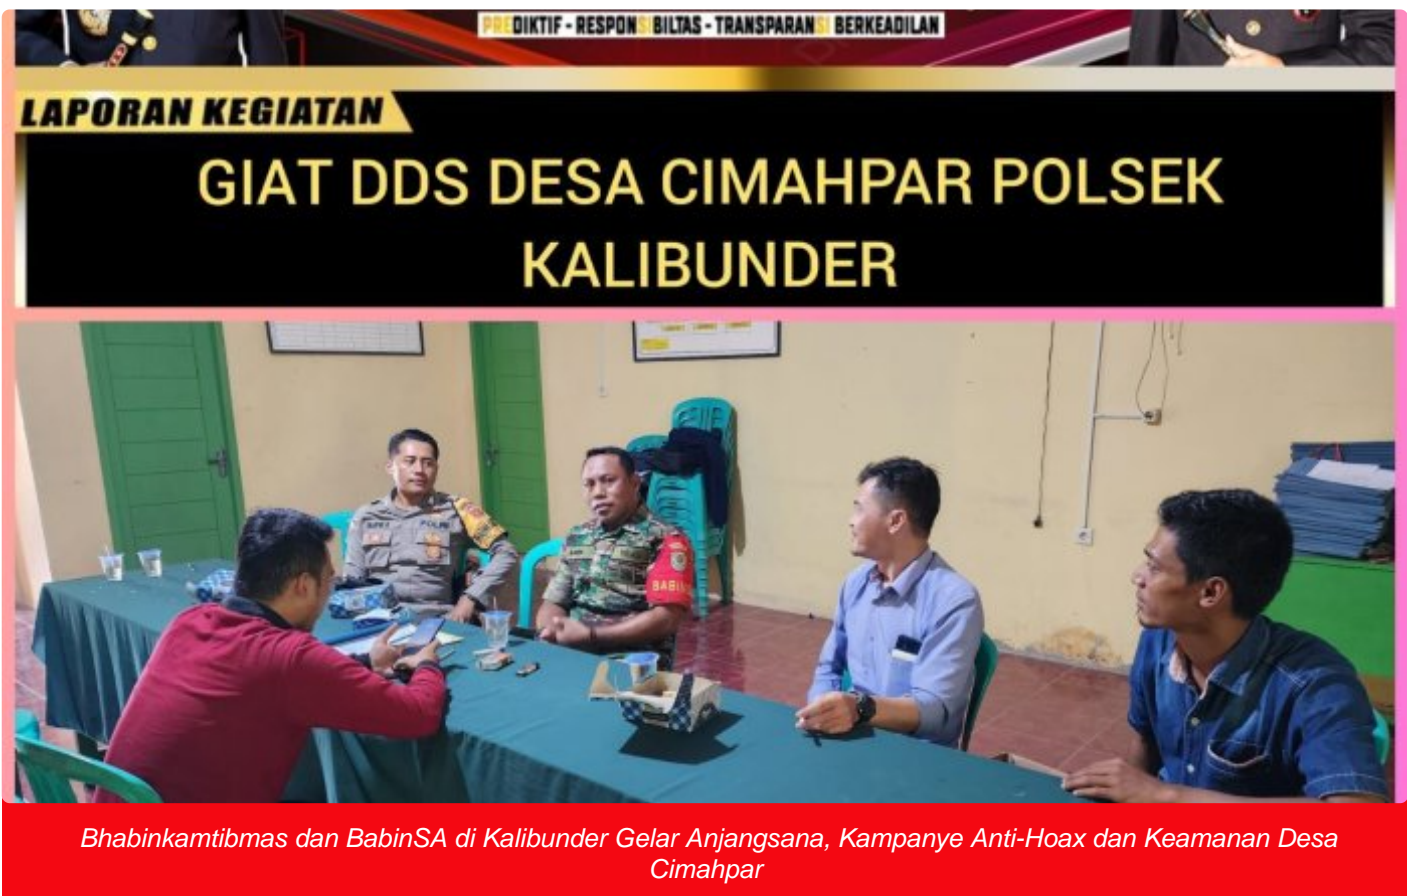 PREDIKTIF - RESPONSIBILTAS - TRANSPARANSI BERKEADILAN
LAPORAN KEGIATAN
GIAT DDS DESA CIMAHPAR POLSEK
KALIBUNDER
POLRI
BABIN
Bhabinkamtibmas dan BabinSA di Kalibunder Gelar Anjangsana, Kampanye Anti-Hoax dan Keamanan Desa
Cimahpar